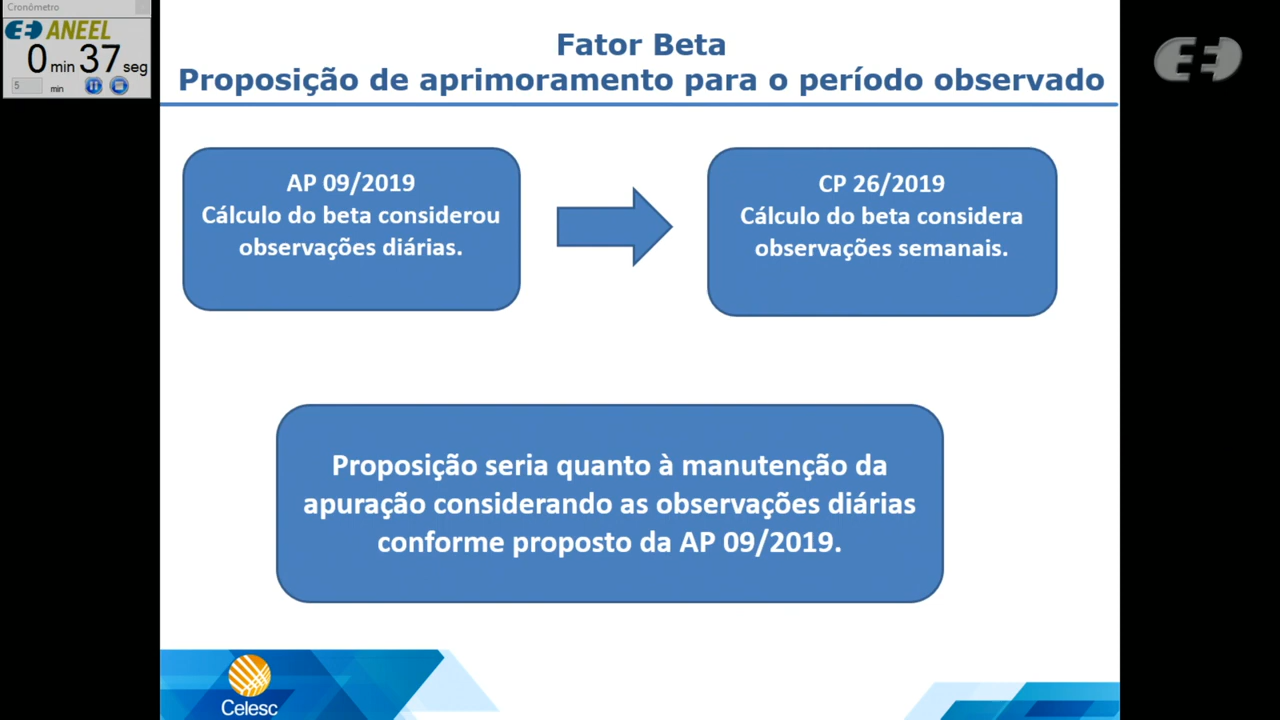 Cronômetro
ANEEL
0 min 37 seg
5 min
Fator Beta
Proposição de aprimoramento para o período observado
AP 09/2019
Cálculo do beta considerou
observações diárias.
CP 26/2019
Cálculo do beta considera
observações semanais.
Proposição seria quanto à manutenção da
apuração considerando as observações diárias
conforme proposto da AP 09/2019.
Celesc